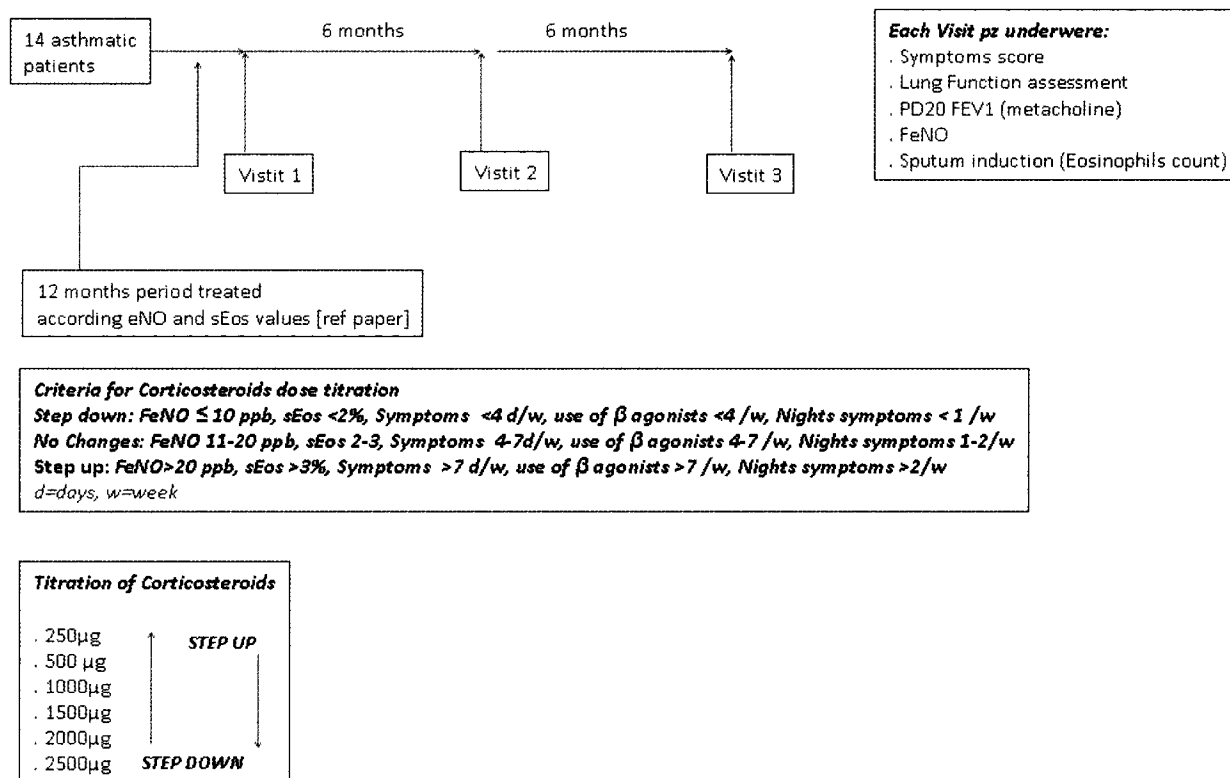 14 asthmatic
patients
6 months
6 months
Vistit 1
Vistit 2
Vistit 3
Each Visit pz underwere:
. Symptoms score
. Lung Function assessment
. PD20 FEV1 (metacholine)
. FeNO
. Sputum induction (Eosinophils count)
12 months period treated
according eNO and sEos values [ref paper]
Criteria for Corticosteroids dose titration
Step down: FeNO ≤ 10 ppb, sEos <2%, Symptoms <4 d/w, use of β agonists <4 /w, Nights symptoms < 1 /w
No Changes: FeNO 11-20 ppb, sEos 2-3, Symptoms 4-7d/w, use of β agonists 4-7 /w, Nights symptoms 1-2/w
Step up: FeNO>20 ppb, sEos >3%, Symptoms >7 d/w, use of β agonists >7 /w, Nights symptoms >2/w
d=days, w=week
Titration of Corticosteroids
. 250µg
STEP UP
. 500 µg
. 1000µg
. 1500µg
. 2000µg
. 2500µg STEP DOWN